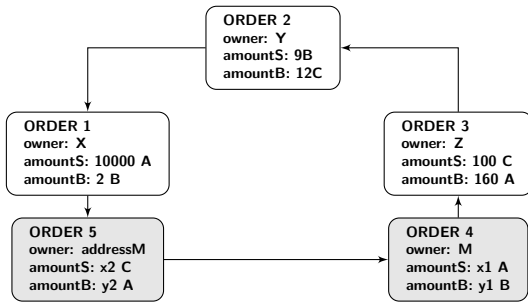 ORDER 2
owner: Y
amountS: 9B
amountB: 12C
ORDER 1
owner: X
amountS: 10000 A
amountB: 2 B
ORDER 3
owner: Z
amountS: 100 C
amountB: 160 A
ORDER 5
owner: addressM
amountS: x2 C
amountB: y2 A
ORDER 4
owner: M
amountS: x1 A
amountB: y1 B